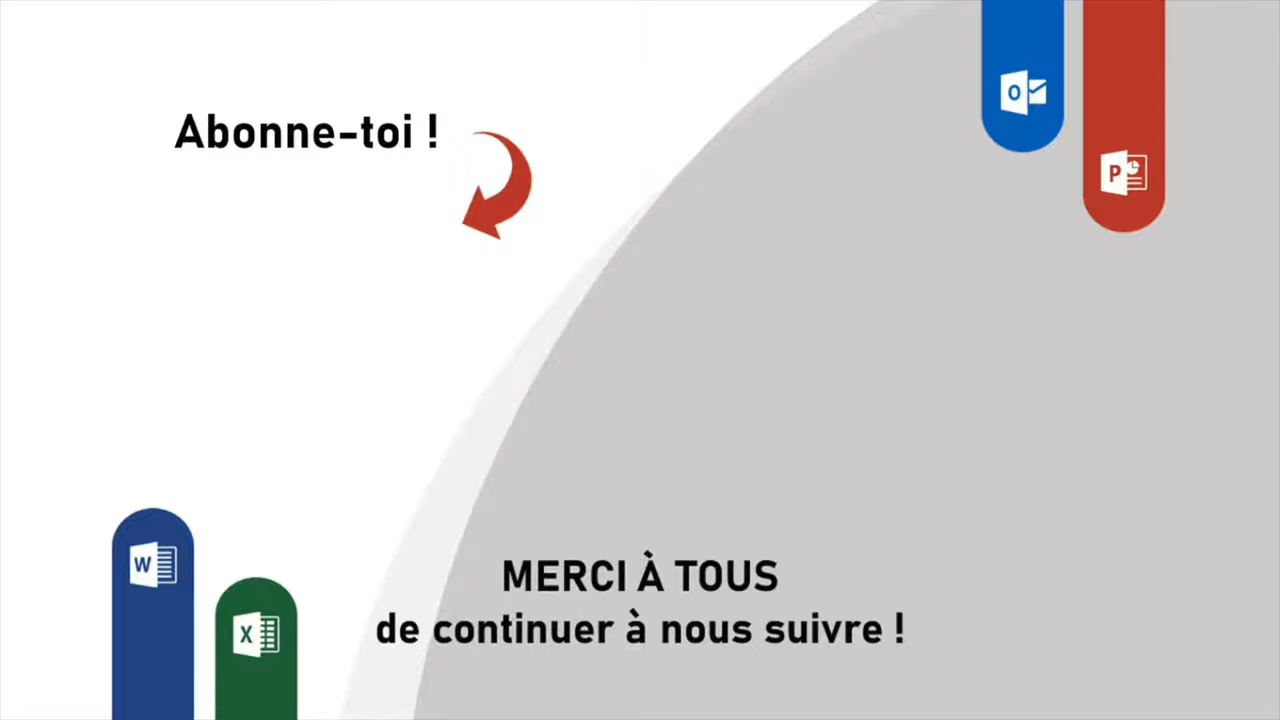 Abonne-toi !
O
P
W
X
MERCI À TOUS
de continuer à nous suivre !